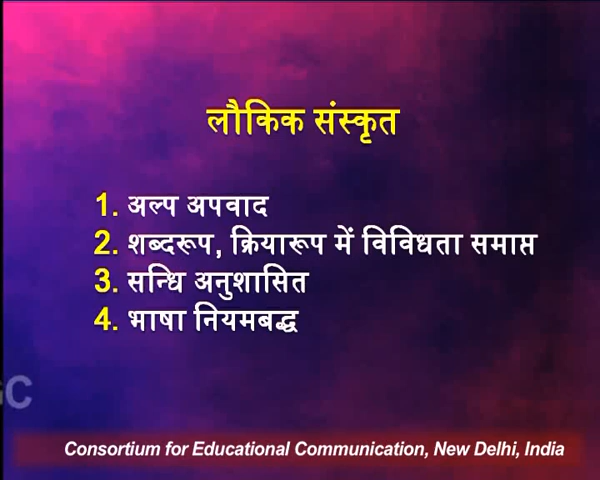 लौकिक संस्कृत
1. अल्प अपवाद
2. शब्दरूप, क्रियारूप में विविधता समाप्त
3. सन्धि अनुशासित
4. भाषा नियमबद्ध
GC
Consortium for Educational Communication, New Delhi, India